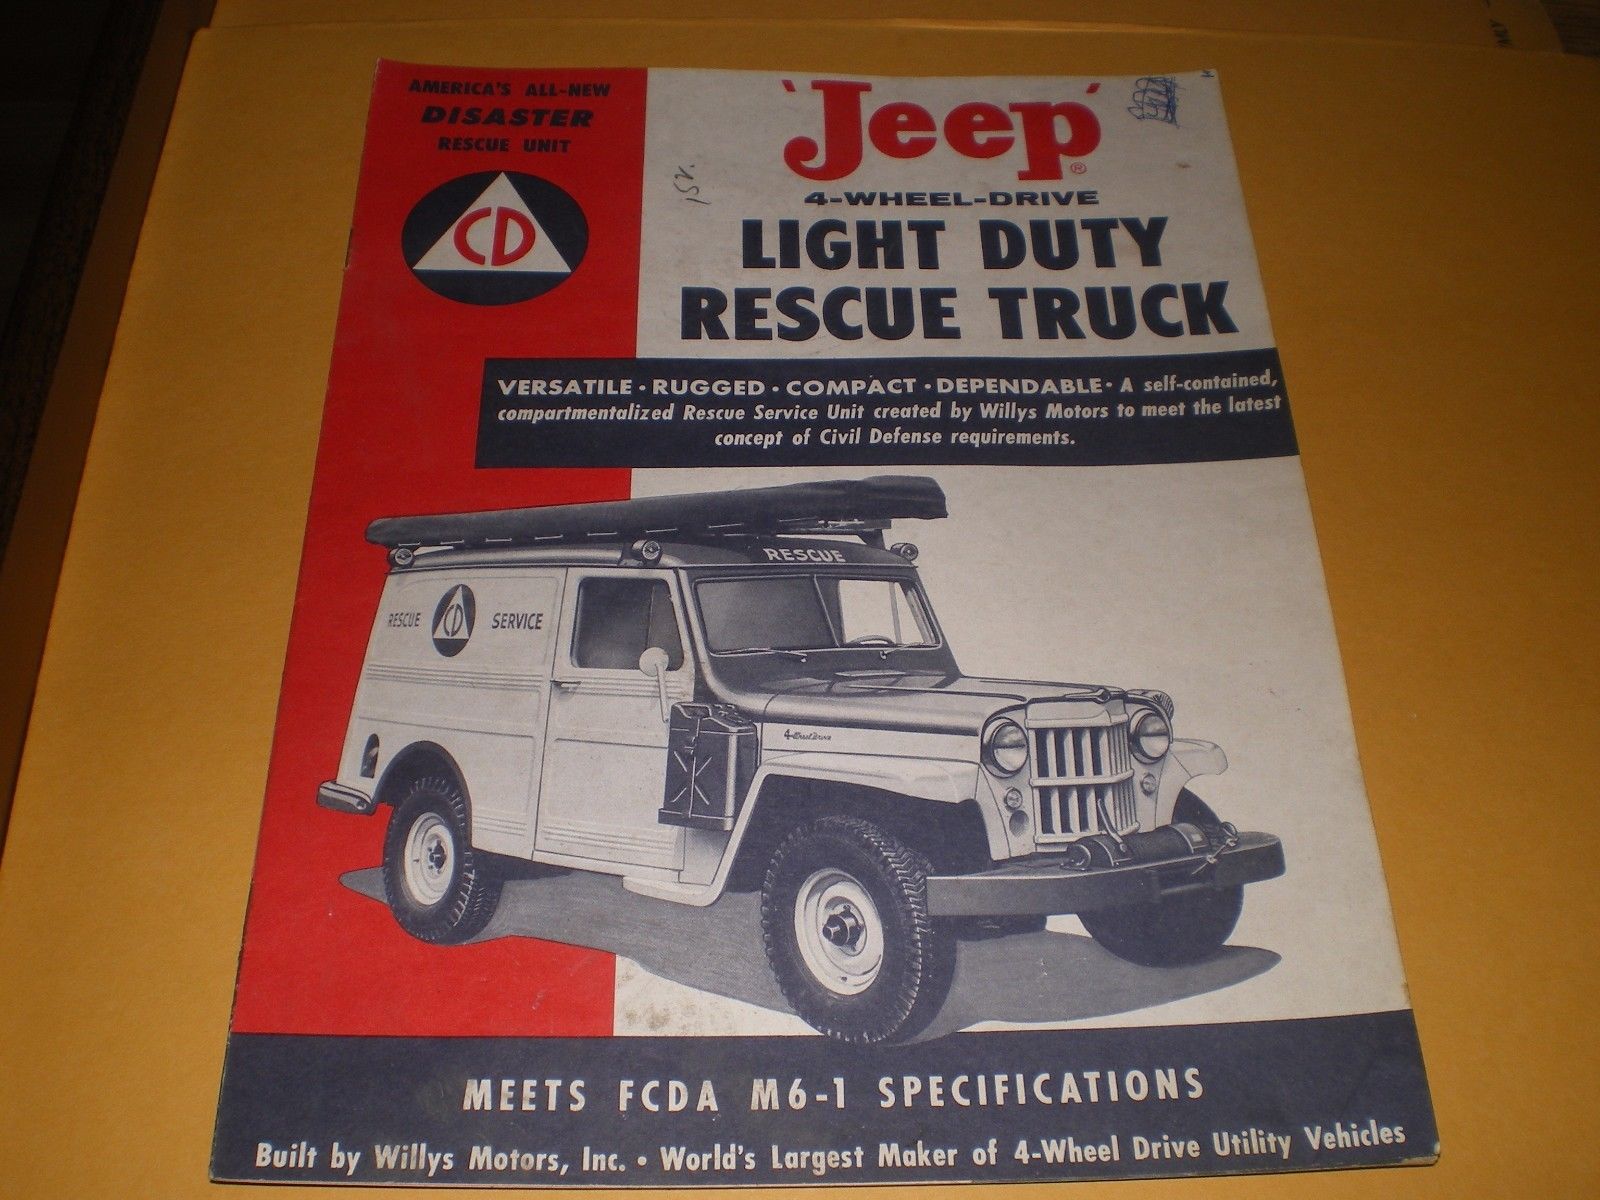 AMERICA'S ALL-NEW
DISASTER
RESCUE UNIT
CD
'Jeep'®
4-WHEEL-DRIVE
LIGHT DUTY
RESCUE TRUCK
15V.
VERSATILE • RUGGED • COMPACT • DEPENDABLE • A self-contained,
compartmentalized Rescue Service Unit created by Willys Motors to meet the latest
concept of Civil Defense requirements.
RESCUE
RESCUE CD SERVICE
4-Wheel Drive
MEETS FCDA M6-1 SPECIFICATIONS
Built by Willys Motors, Inc. • World's Largest Maker of 4-Wheel Drive Utility Vehicles